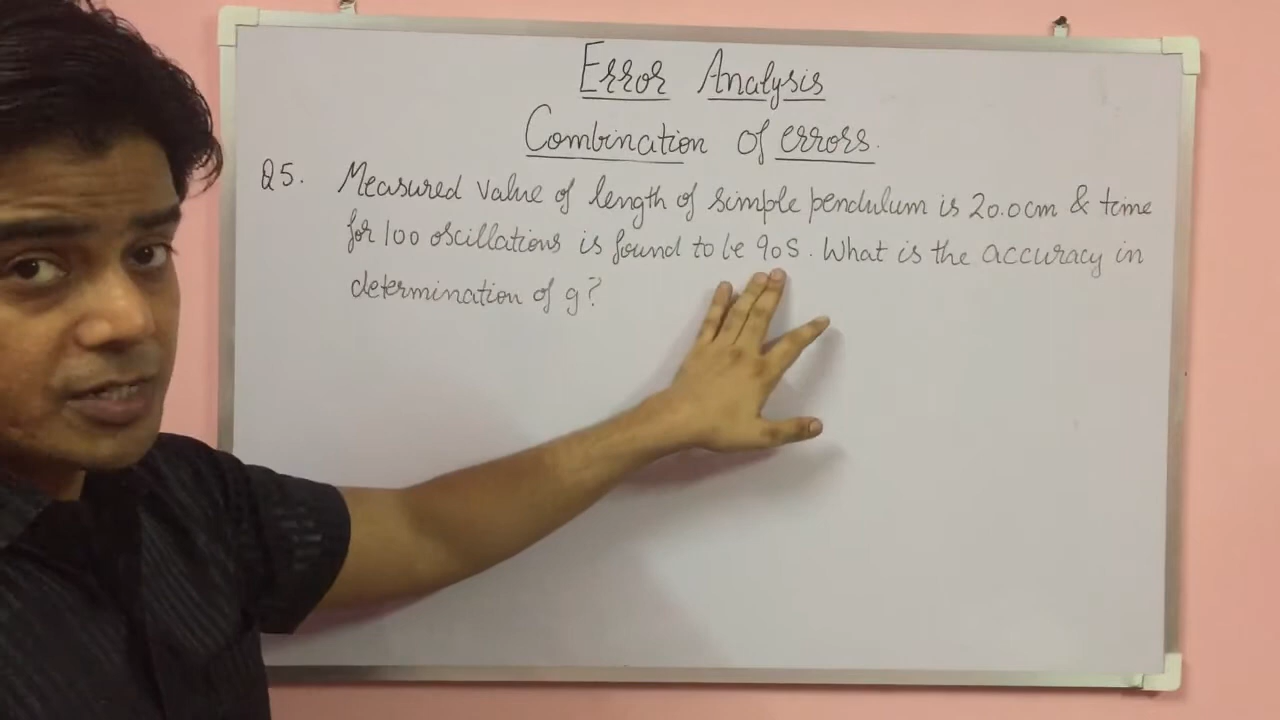 Error Analysis
Combination of errors.
Q5. Measured value of length of simple pendulum is 20.0cm & time
for 100 oscillations is found to be 90s. What is the accuracy in
determination of g?